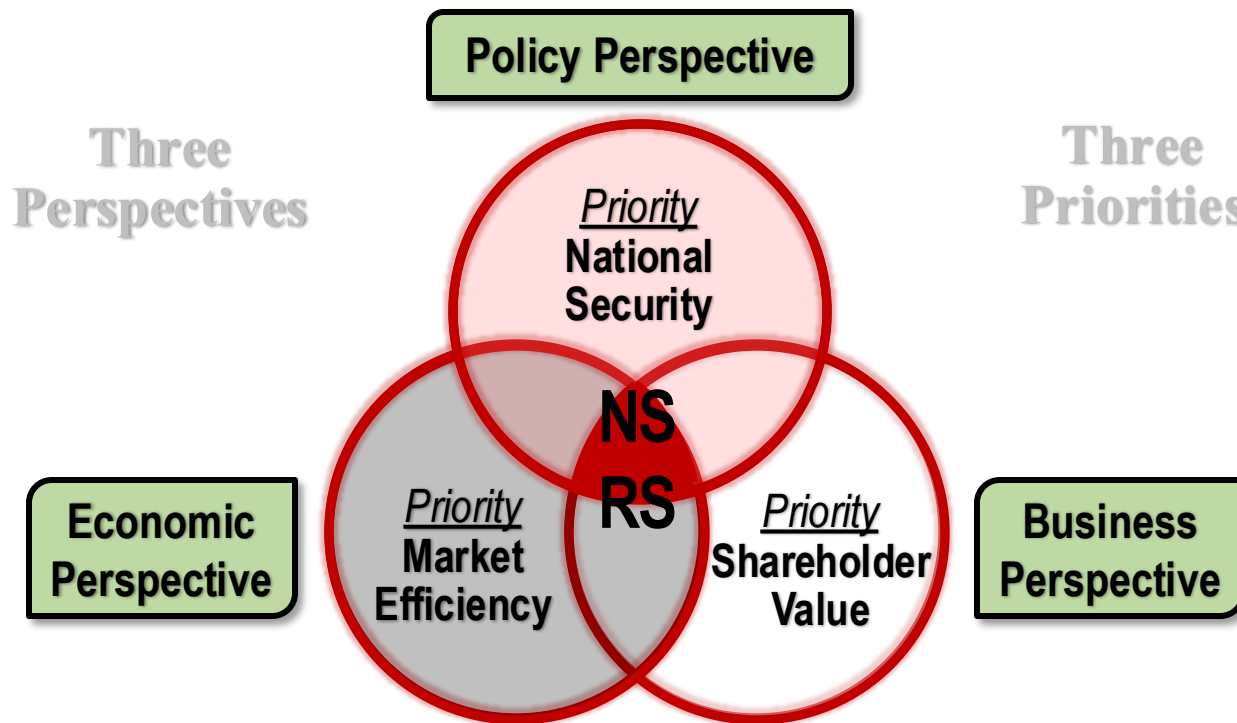 Policy Perspective
Three
Perspectives
Three
Priorities
Priority
National
Security
NS
RS
Economic
Perspective
Priority
Market
Efficiency
Priority
Shareholder
Value
Business
Perspective